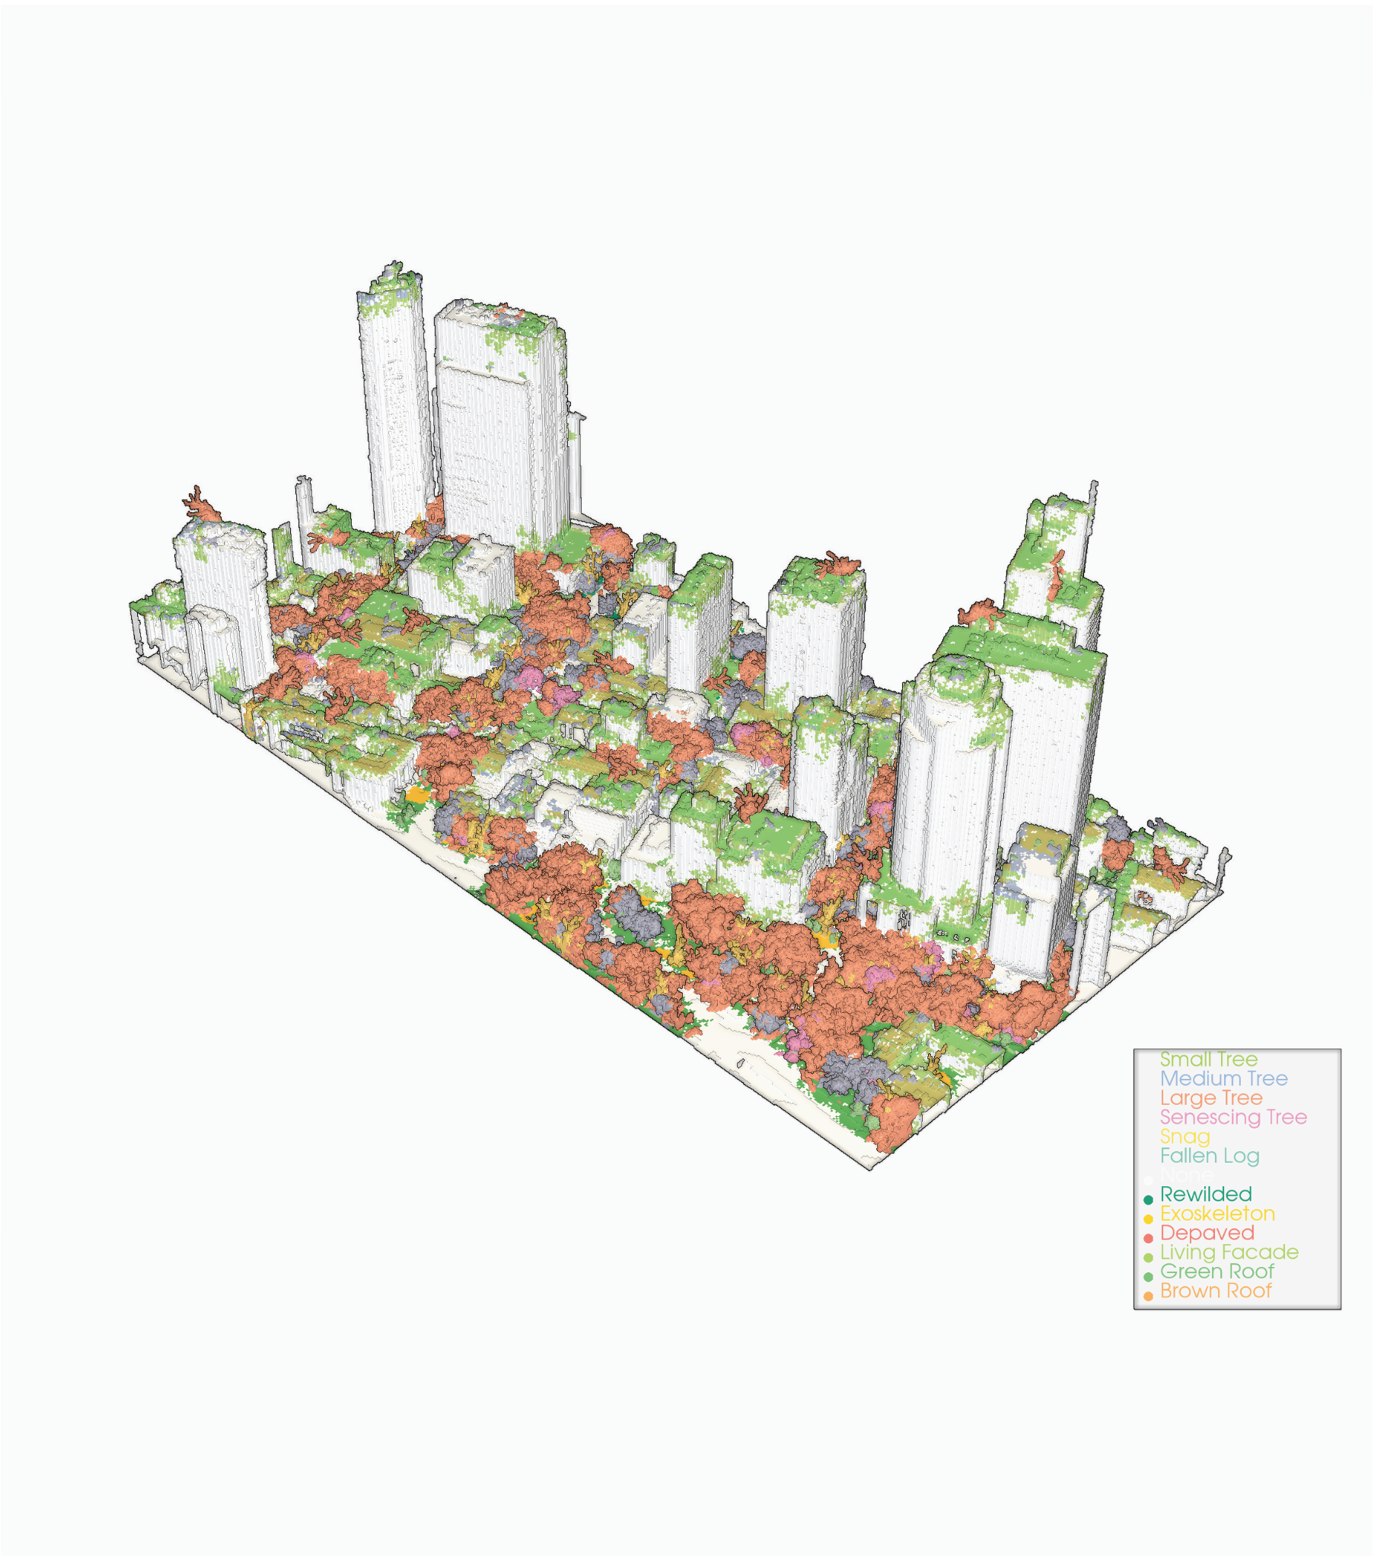 Small Tree
Medium Tree
Large Tree
Senescing Tree
Snag
Fallen Log
Rewilded
Exoskeleton
Depaved
Living Facade
Green Roof
Brown Roof